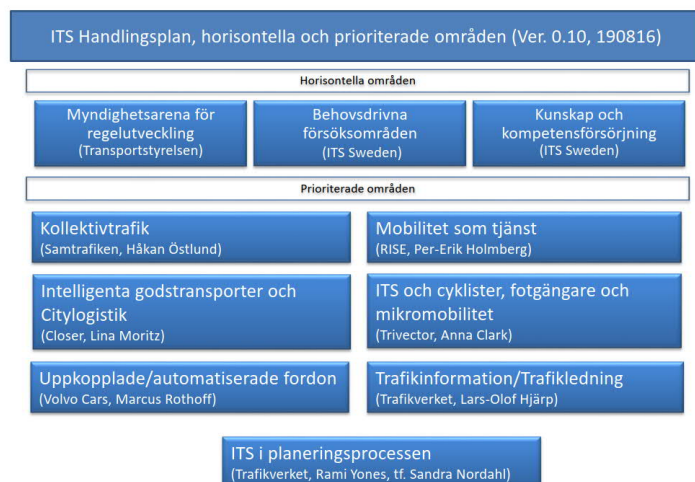 ITS Handlingsplan, horisontella och prioriterade områden (Ver. 0.10, 190816)
Horisontella områden
Myndighetsarena för
regelutveckling
(Transportstyrelsen)
Behovsdrivna
försöksområden
(ITS Sweden)
Kunskap och
kompetensförsörjning
(ITS Sweden)
Prioriterade områden
Kollektivtrafik
(Samtrafiken, Håkan Östlund)
Mobilitet som tjänst
(RISE, Per-Erik Holmberg)
Intelligenta godstransporter och
Citylogistik
(Closer, Lina Moritz)
ITS och cyklister, fotgängare och
mikromobilitet
(Trivector, Anna Clark)
Uppkopplade/automatiserade fordon
(Volvo Cars, Marcus Rothoff)
Trafikinformation/Trafikledning
(Trafikverket, Lars-Olof Hjärp)
ITS i planeringsprocessen
(Trafikverket, Rami Yones, tf. Sandra Nordahl)